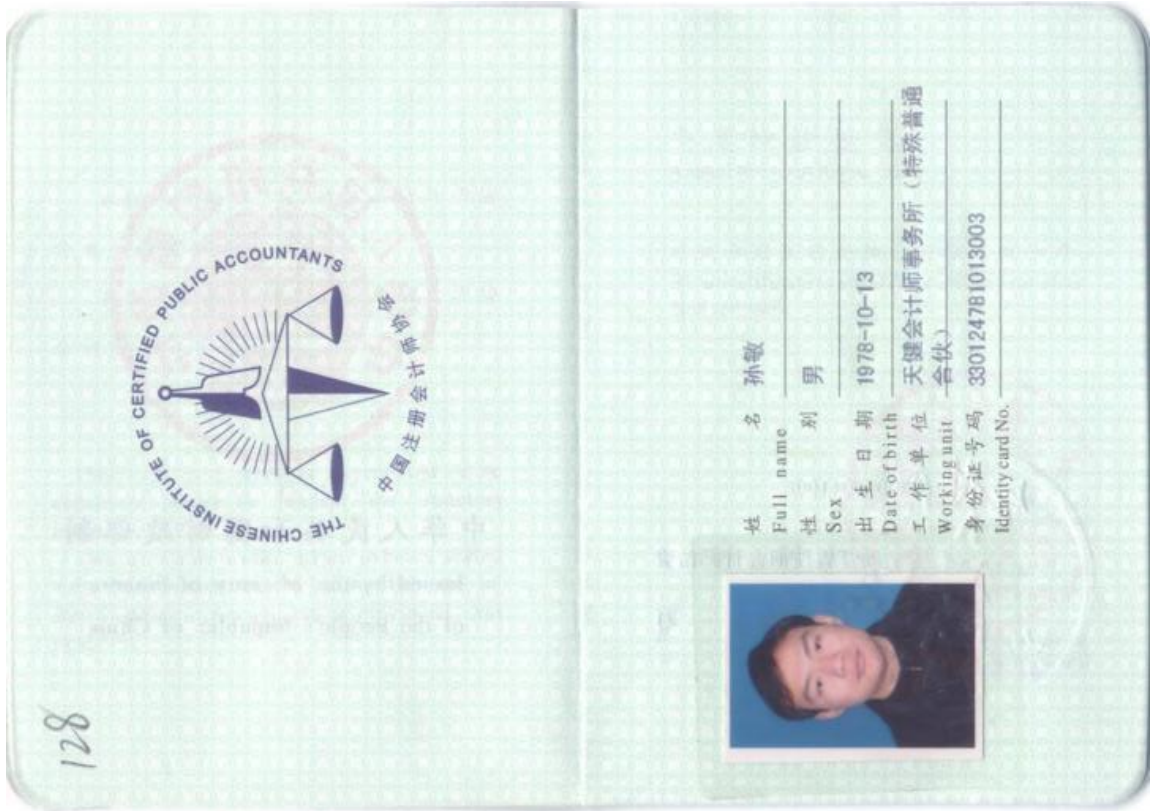 128
THE CHINESE INSTITUTE OF CERTIFIED PUBLIC ACCOUNTANTS
中国注册会计师协会
姓 名 孙敏
Full name
性 别 男
Sex
出 生 日 期 1978-10-13
Date of birth
工 作 单 位 天健会计师事务所（特殊普通
Working unit 合伙）
身份证号码 330124781013003
Identity card No.